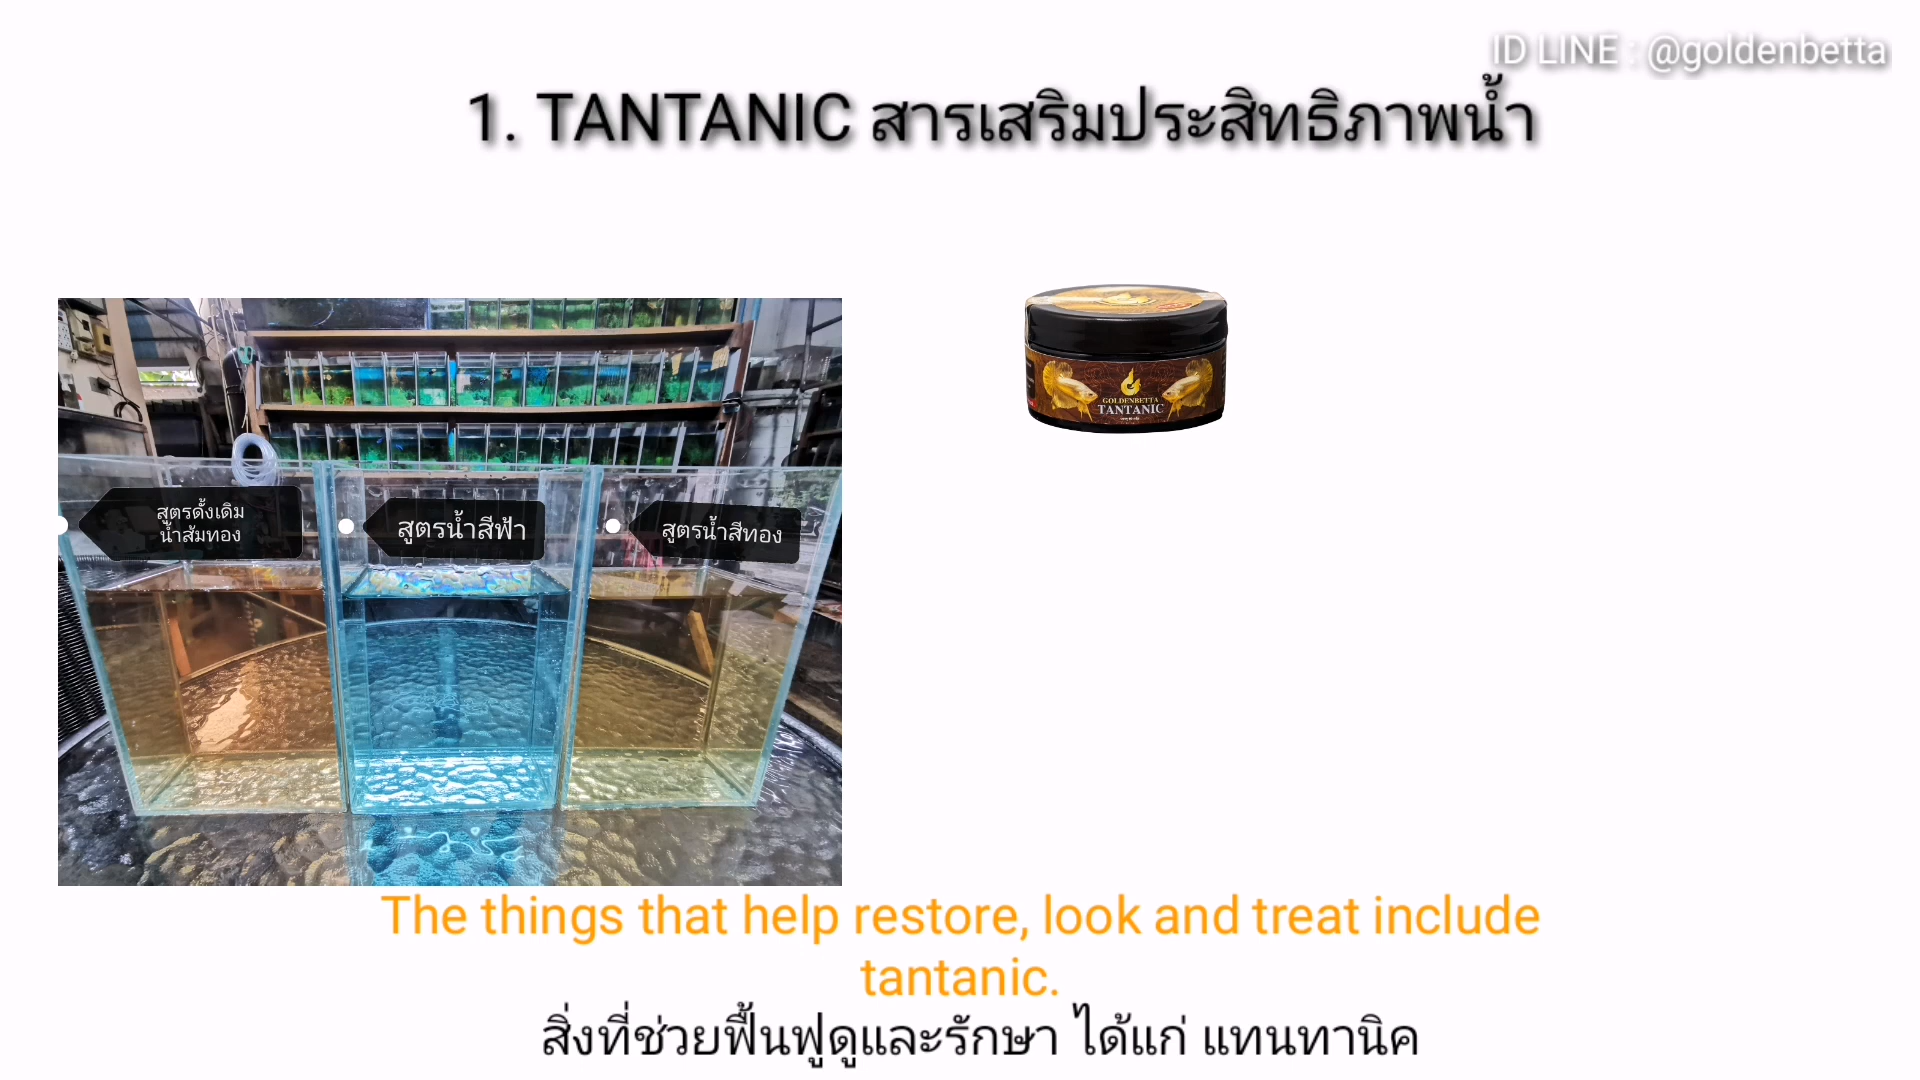 ID LINE : @goldenbetta
1. TANTANIC สารเสริมประสิทธิภาพน้ำ
GOLDENBETTA
TANTANIC
สูตรดั้งเดิม
น้ำส้มทอง
สูตรน้ำสีฟ้า
สูตรน้ำสีทอง
The things that help restore, look and treat include
tantanic.
สิ่งที่ช่วยฟื้นฟูดูและรักษา ได้แก่ แทนทานิค